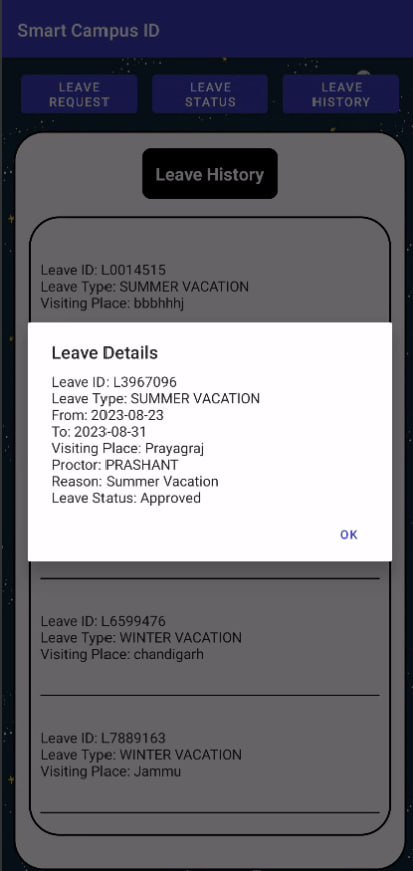 Smart Campus ID
LEAVE
REQUEST
LEAVE
STATUS
LEAVE
HISTORY
Leave History
Leave ID: L0014515
Leave Type: SUMMER VACATION
Visiting Place: bbbhhhj
Leave Details
Leave ID: L3967096
Leave Type: SUMMER VACATION
From: 2023-08-23
To: 2023-08-31
Visiting Place: Prayagraj
Proctor: PRASHANT
Reason: Summer Vacation
Leave Status: Approved
OK
Leave ID: L6599476
Leave Type: WINTER VACATION
Visiting Place: chandigarh
Leave ID: L7889163
Leave Type: WINTER VACATION
Visiting Place: Jammu